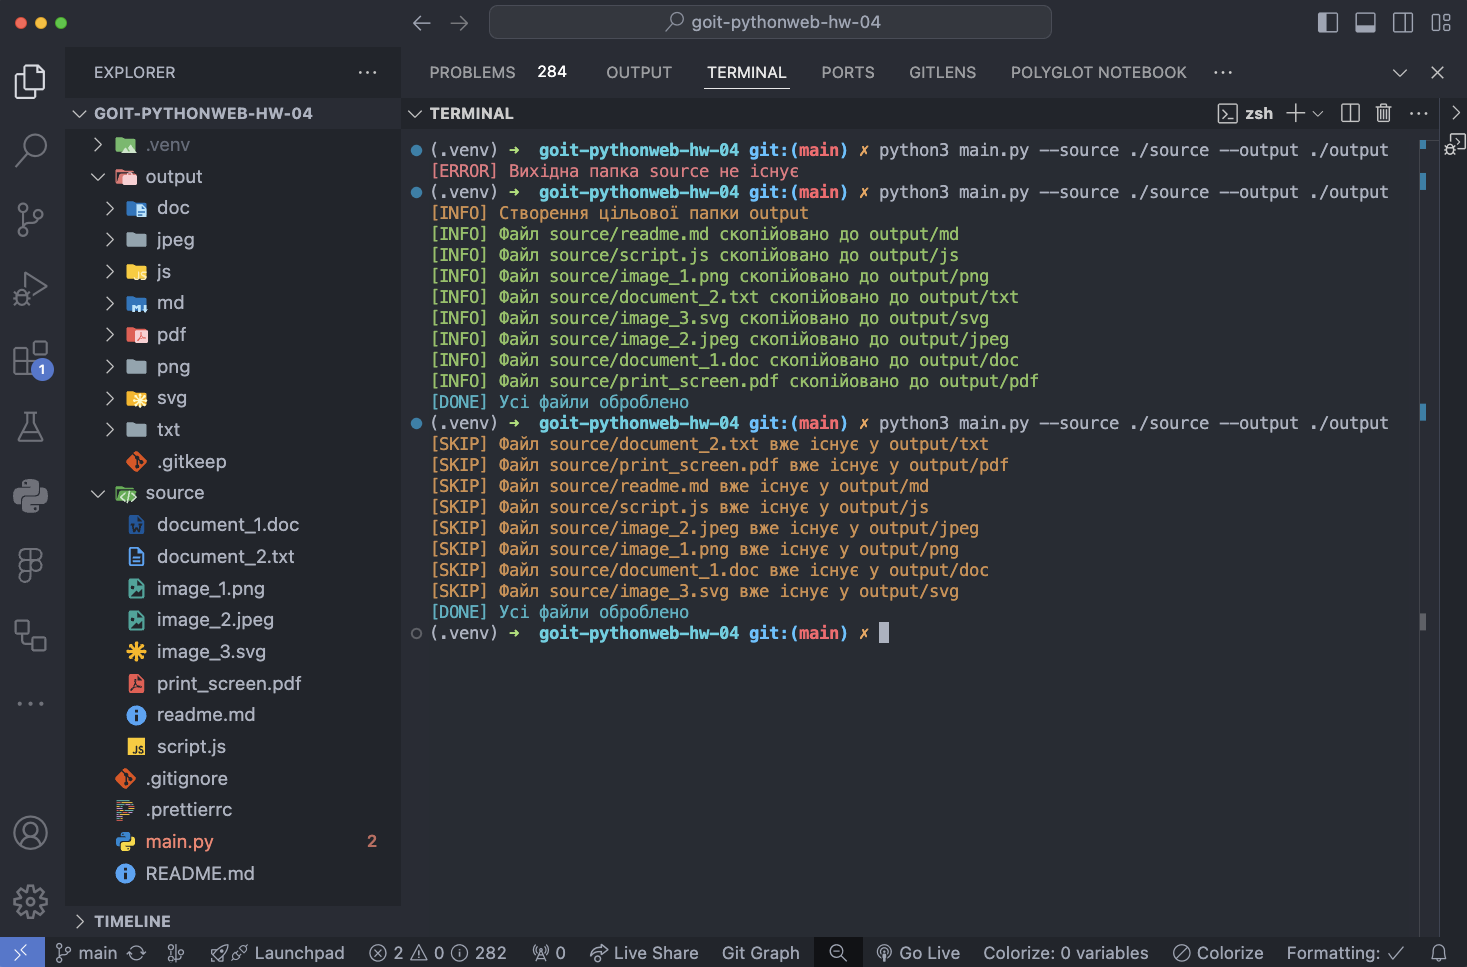 goit-pythonweb-hw-04
EXPLORER
GOIT-PYTHONWEB-HW-04
.venv
output
doc
jpeg
js
md
pdf
png
svg
txt
.gitkeep
source
document_1.doc
document_2.txt
image_1.png
image_2.jpeg
image_3.svg
print_screen.pdf
readme.md
script.js
.gitignore
.prettierrc
main.py 2
README.md
TIMELINE
1
PROBLEMS 284 OUTPUT TERMINAL PORTS GITLENS POLYGLOT NOTEBOOK
TERMINAL zsh
(.venv) ➜ goit-pythonweb-hw-04 git:(main) ✗ python3 main.py --source ./source --output ./output
[ERROR] Вихідна папка source не існує
(.venv) ➜ goit-pythonweb-hw-04 git:(main) ✗ python3 main.py --source ./source --output ./output
[INFO] Створення цільової папки output
[INFO] Файл source/readme.md скопійовано до output/md
[INFO] Файл source/script.js скопійовано до output/js
[INFO] Файл source/image_1.png скопійовано до output/png
[INFO] Файл source/document_2.txt скопійовано до output/txt
[INFO] Файл source/image_3.svg скопійовано до output/svg
[INFO] Файл source/image_2.jpeg скопійовано до output/jpeg
[INFO] Файл source/document_1.doc скопійовано до output/doc
[INFO] Файл source/print_screen.pdf скопійовано до output/pdf
[DONE] Усі файли оброблено
(.venv) ➜ goit-pythonweb-hw-04 git:(main) ✗ python3 main.py --source ./source --output ./output
[SKIP] Файл source/document_2.txt вже існує у output/txt
[SKIP] Файл source/print_screen.pdf вже існує у output/pdf
[SKIP] Файл source/readme.md вже існує у output/md
[SKIP] Файл source/script.js вже існує у output/js
[SKIP] Файл source/image_2.jpeg вже існує у output/jpeg
[SKIP] Файл source/image_1.png вже існує у output/png
[SKIP] Файл source/document_1.doc вже існує у output/doc
[SKIP] Файл source/image_3.svg вже існує у output/svg
[DONE] Усі файли оброблено
(.venv) ➜ goit-pythonweb-hw-04 git:(main) ✗
main Launchpad 2 0 282 0 Live Share Git Graph Go Live Colorize: 0 variables Colorize Formatting: ✓